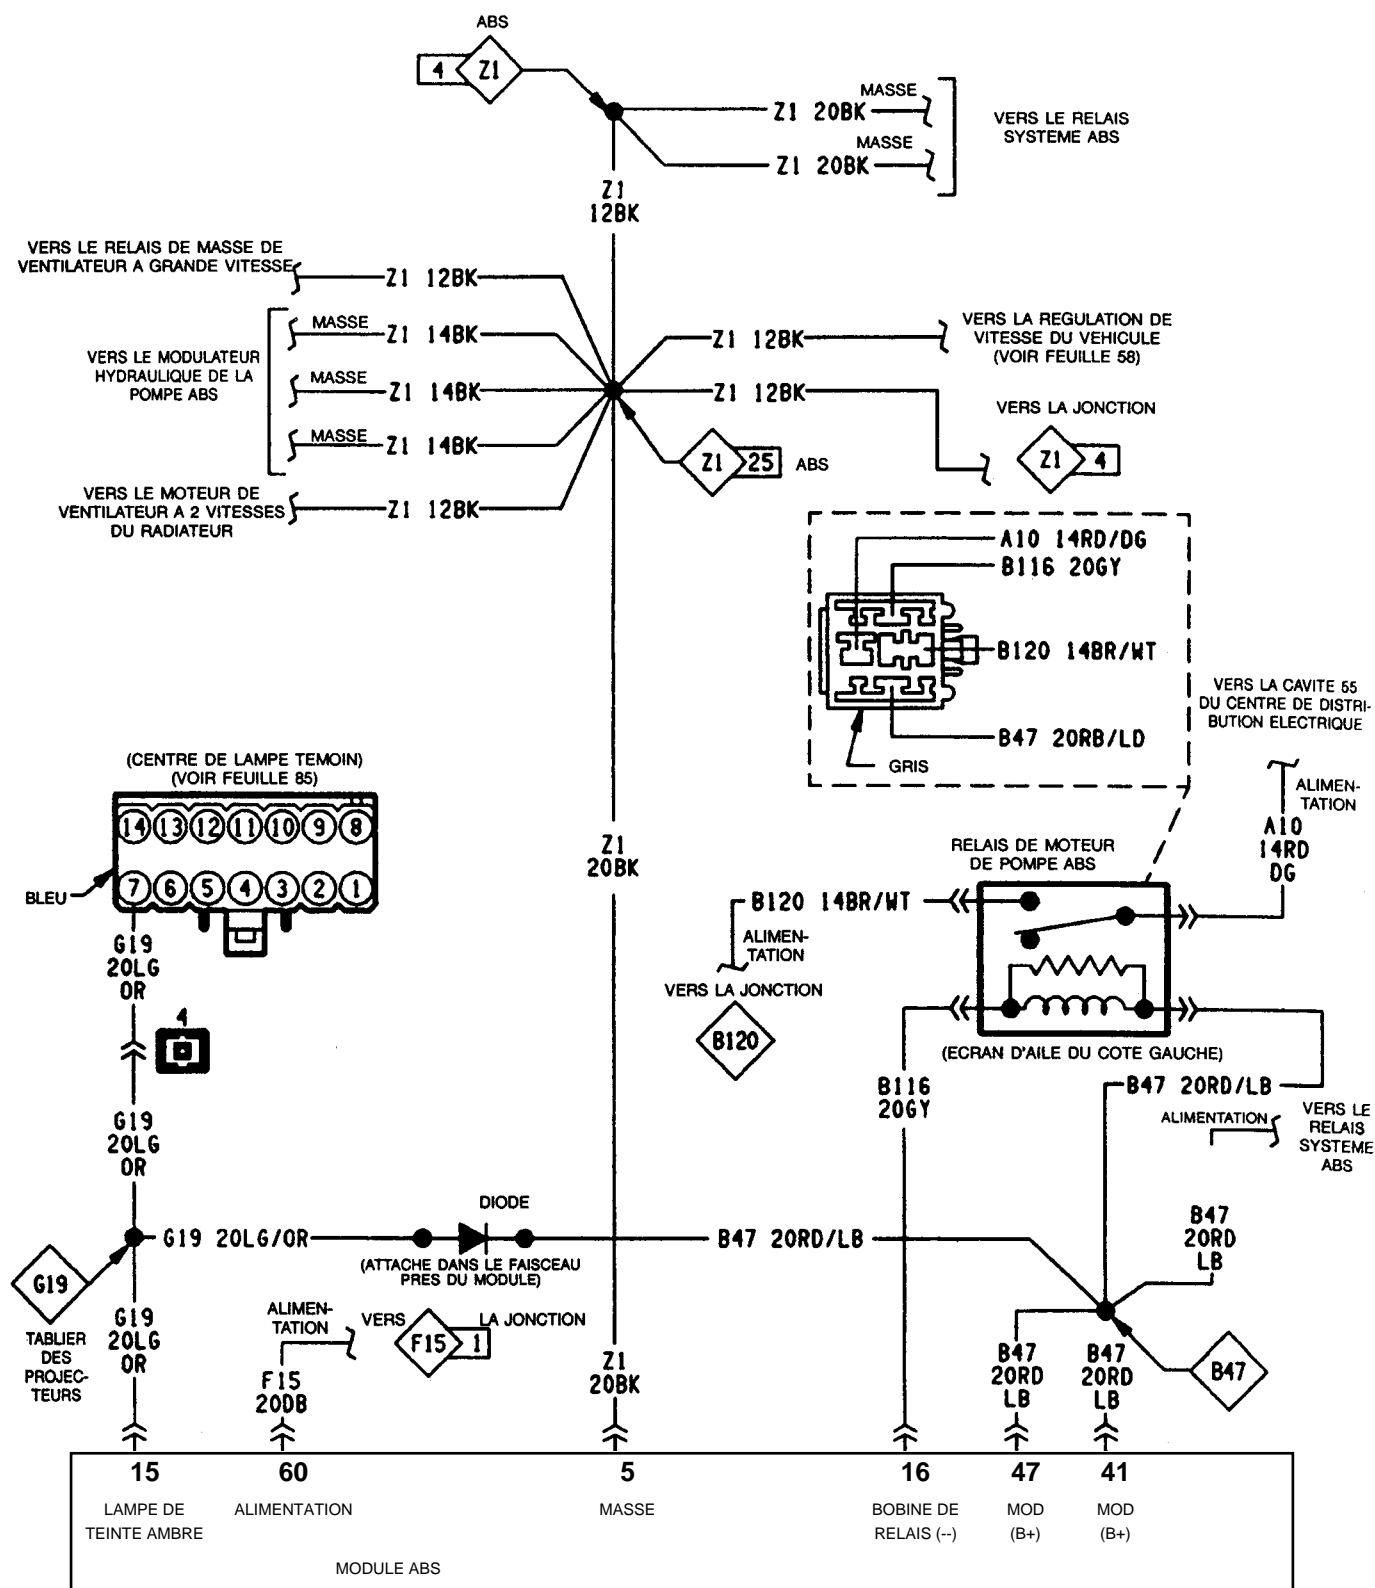 ABS
4 Z1
MASSE
Z1 20BK
MASSE
Z1 20BK
VERS LE RELAIS
SYSTEME ABS
Z1
12BK
VERS LE RELAIS DE MASSE DE
VENTILATEUR A GRANDE VITESSE
Z1 12BK
MASSE
Z1 14BK
VERS LE MODULATEUR
HYDRAULIQUE DE LA
POMPE ABS
MASSE
Z1 14BK
MASSE
Z1 14BK
VERS LE MOTEUR DE
VENTILATEUR A 2 VITESSES
DU RADIATEUR
Z1 12BK
Z1 12BK
VERS LA REGULATION DE
VITESSE DU VEHICULE
(VOIR FEUILLE 58)
Z1 12BK
VERS LA JONCTION
Z1 4
Z1 25 ABS
A10 14RD/DG
B116 20GY
B120 14BR/WT
B47 20RB/LD
GRIS
VERS LA CAVITE 55
DU CENTRE DE DISTRI-
BUTION ELECTRIQUE
ALIMEN-
TATION
A10
14RD
DG
(CENTRE DE LAMPE TEMOIN)
(VOIR FEUILLE 85)
14 13 12 11 10 9 8
7 6 5 4 3 2 1
BLEU
Z1
20BK
RELAIS DE MOTEUR
DE POMPE ABS
B120 14BR/WT
ALIMEN-
TATION
VERS LA JONCTION
B120
(ECRAN D'AILE DU COTE GAUCHE)
G19
20LG
OR
4
G19
20LG
OR
B116
20GY
B47 20RD/LB
ALIMENTATION
VERS LE
RELAIS
SYSTEME
ABS
G19 20LG/OR
DIODE
(ATTACHE DANS LE FAISCEAU
PRES DU MODULE)
B47 20RD/LB
B47
20RD
LB
G19
TABLIER
DES
PROJEC-
TEURS
G19
20LG
OR
ALIMEN-
TATION
VERS F15 1 LA JONCTION
F15
20DB
Z1
20BK
B47
20RD
LB
B47
20RD
LB
B47
15 60 5 16 47 41
LAMPE DE
TEINTE AMBRE
ALIMENTATION
MASSE
BOBINE DE
RELAIS (--)
MOD
(B+)
MOD
(B+)
MODULE ABS